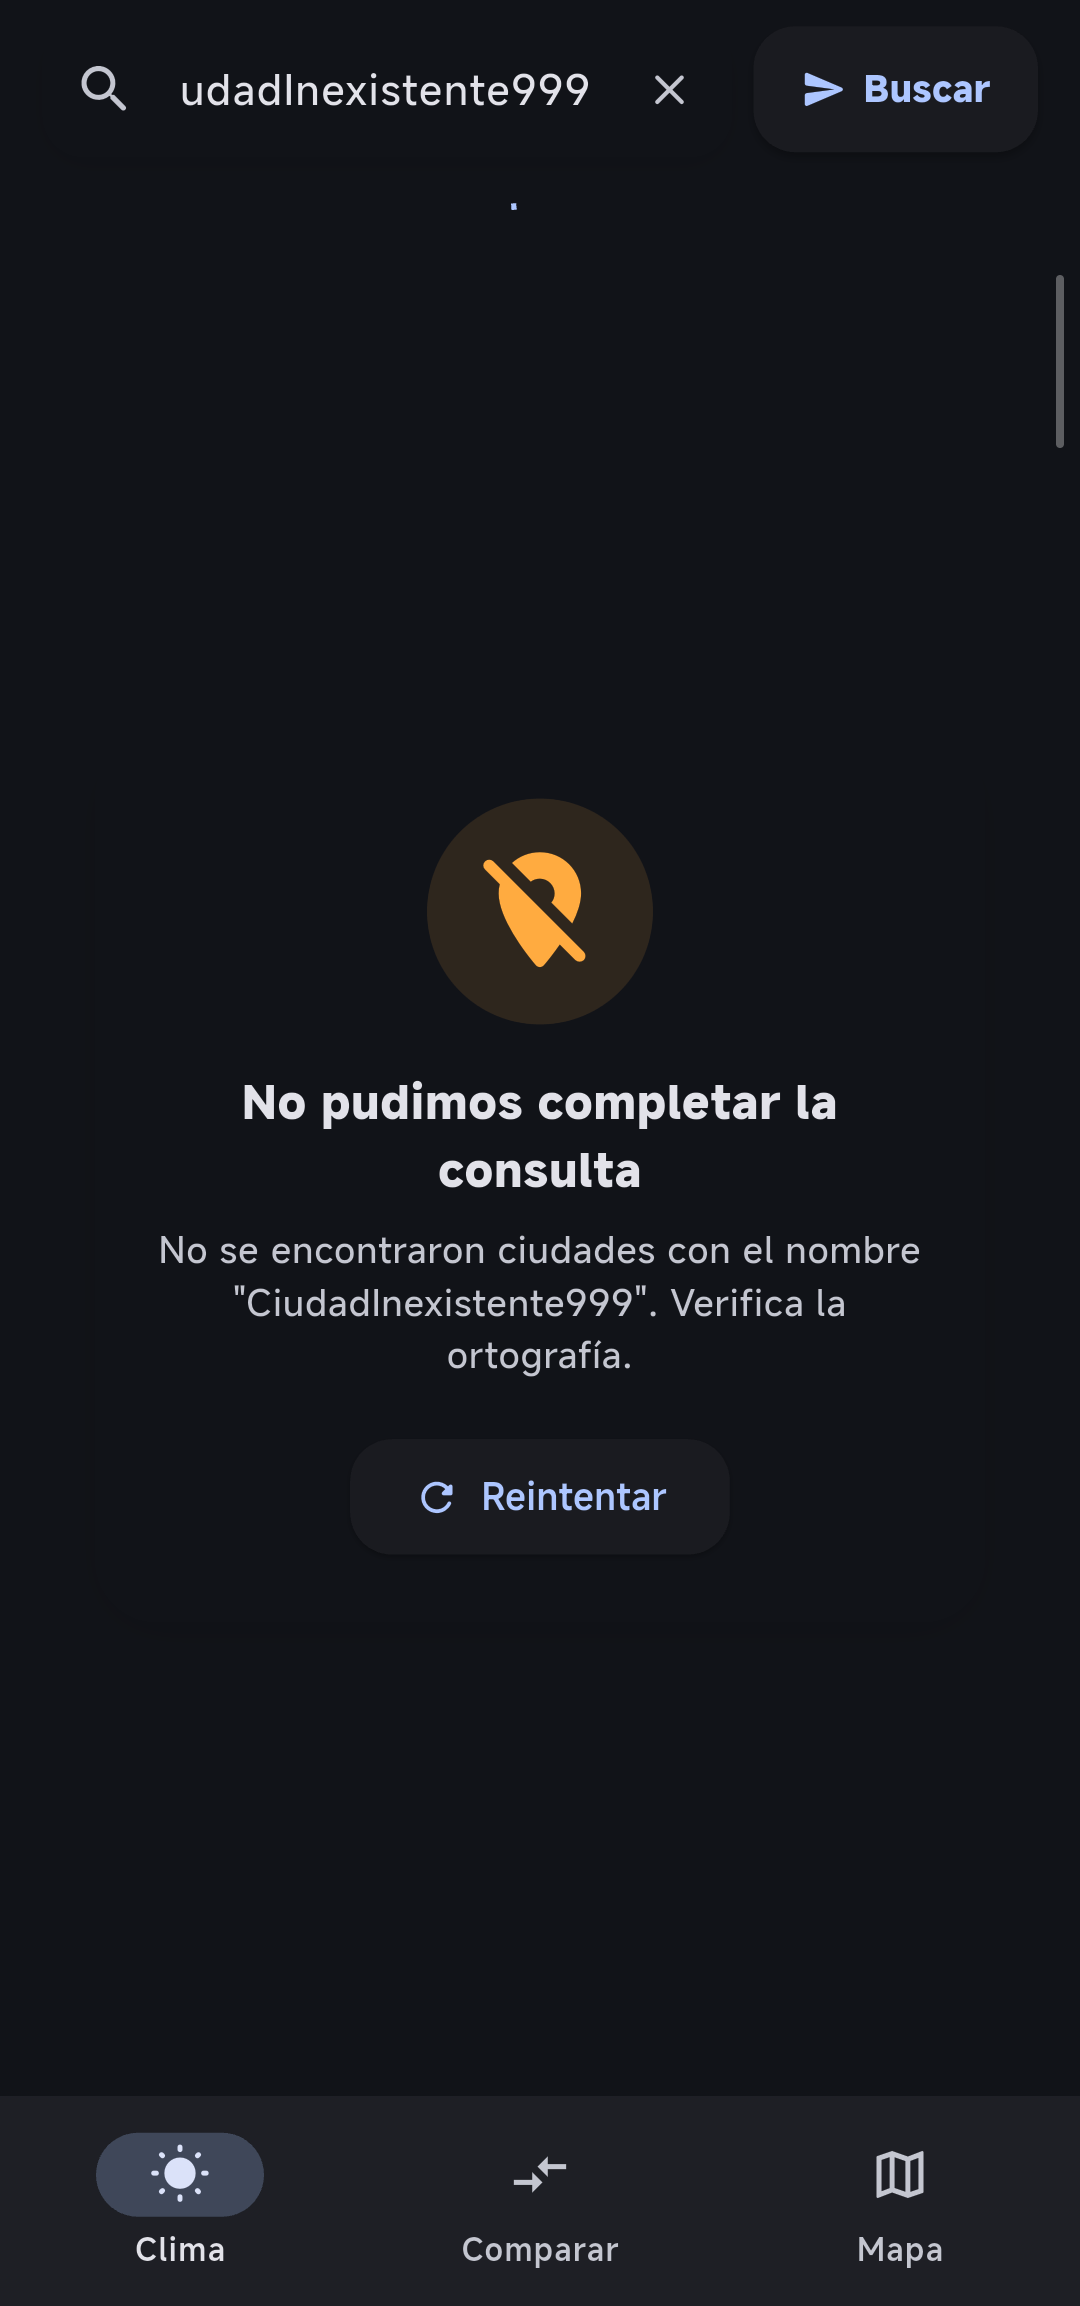 udadInexistente999
Buscar
No pudimos completar la
consulta
No se encontraron ciudades con el nombre
"CiudadInexistente999". Verifica la
ortografía.
Reintentar
Clima
Comparar
Mapa